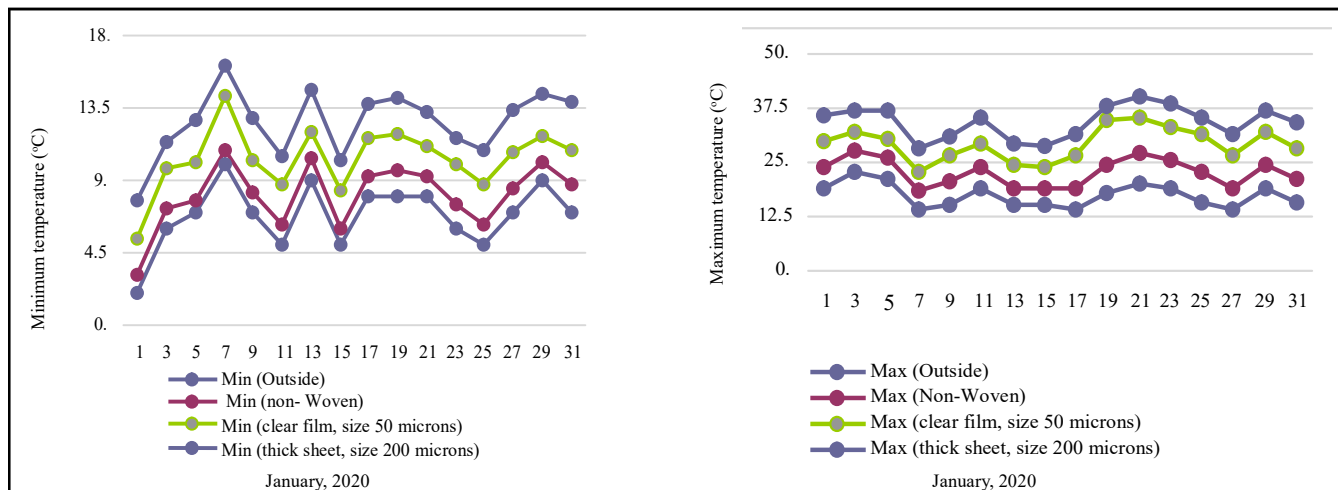 18.
13.5
9.
4.5
0.
Minimum temperature (°C)
1 3 5 7 9 11 13 15 17 19 21 23 25 27 29 31
Min (Outside)
Min (non- Woven)
Min (clear film, size 50 microns)
Min (thick sheet, size 200 microns)
January, 2020
50.
37.5
25.
12.5
0.
Maximum temperature (°C)
1 3 5 7 9 11 13 15 17 19 21 23 25 27 29 31
Max (Outside)
Max (Non-Woven)
Max (clear film, size 50 microns)
Max (thick sheet, size 200 microns)
January, 2020